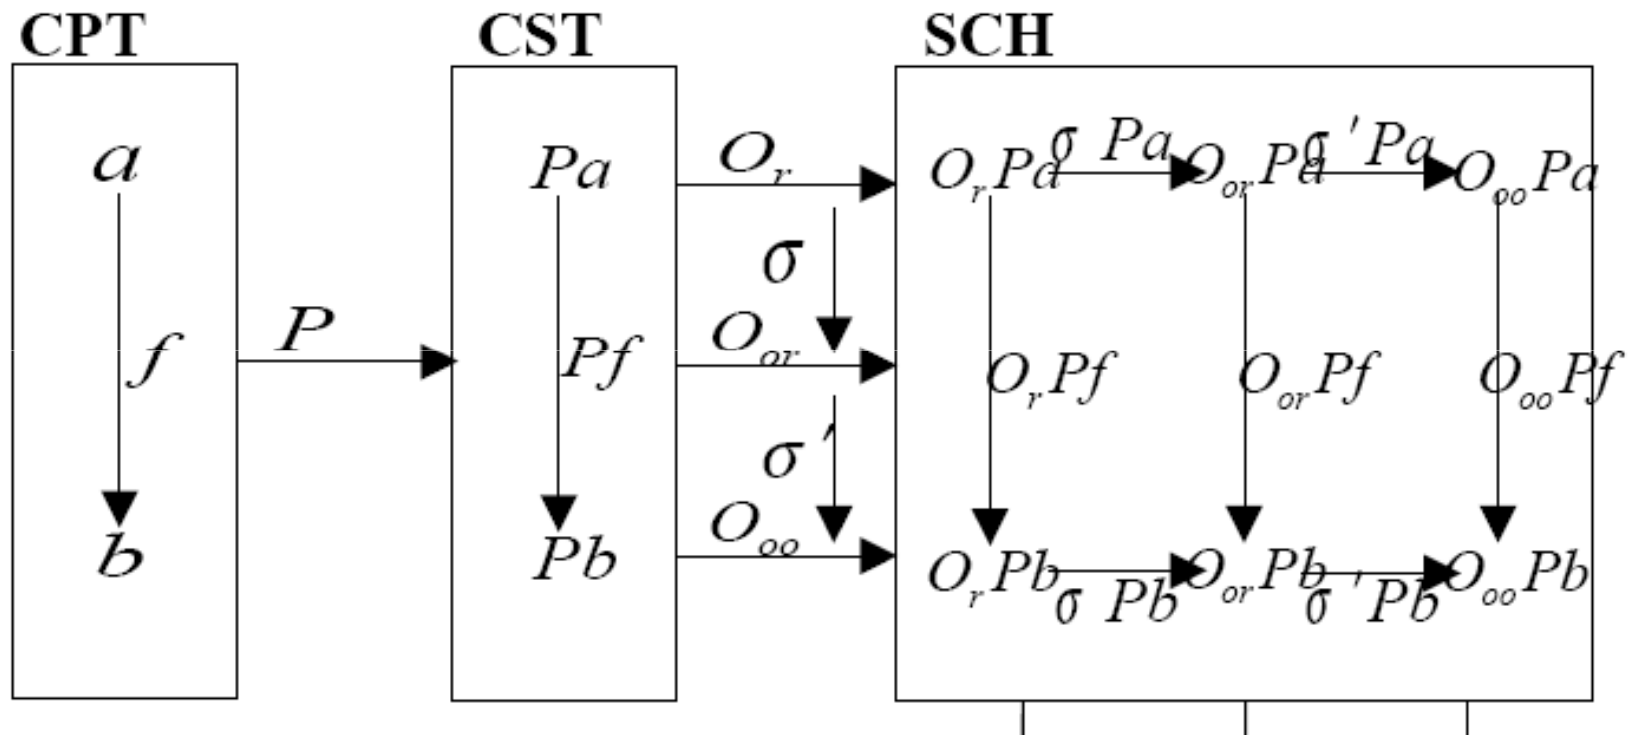 CPT CST SCH
a Pa O_r O_r Pa σ Pa O_or Pa σ ′Pa O_oo Pa
σ
f P Pf O_or O_r Pf O_or Pf O_oo Pf
σ ′
b Pb O_oo O_r Pb σ Pb O_or Pb σ ′Pb O_oo Pb